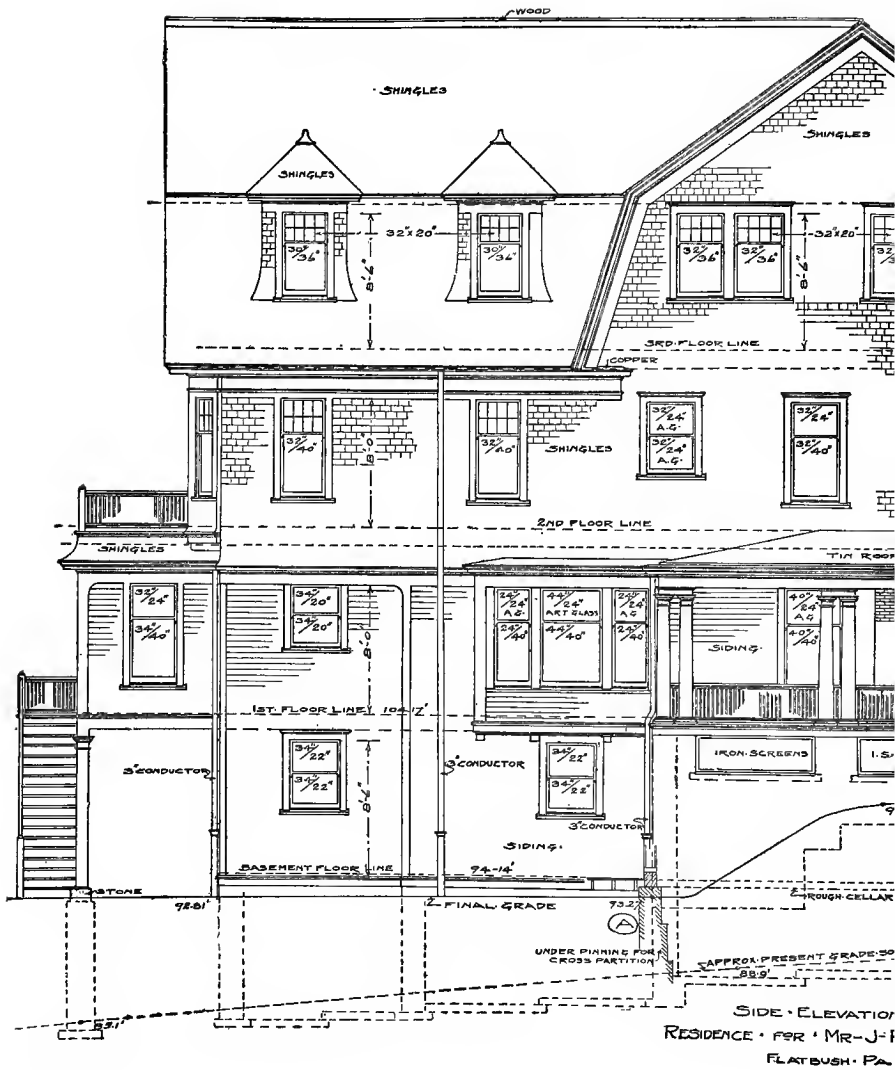 WOOD
SHINGLES
SHINGLES
SHINGLES
32"x20"
32"x20"
30"/36"
30"/36"
32"/36"
32"/36"
8'-6"
8'-6"
3RD. FLOOR LINE
COPPER
32"/40"
8'-0"
32"/40"
SHINGLES
32"/24"
A.G.
32"/24"
A.G.
32"/24"
32"/40"
2ND FLOOR LINE
SHINGLES
TIN ROOF
32"/24"
34"/40"
34"/20"
34"/20"
8'-0"
24"/24"
A.G.
44"/24"
ART GLASS
24"/24"
A.G.
24"/40"
44"/40"
24"/40"
40"/24"
A.G.
40"/40"
SIDING.
1ST. FLOOR LINE 104.17'
34"/22"
34"/22"
8'-6"
34"/22"
34"/22"
IRON-SCREENS
I.S.
3"CONDUCTOR
3"CONDUCTOR
3"CONDUCTOR
SIDING.
BASEMENT FLOOR LINE
94-14'
STONE
92.81'
FINAL GRADE
93.2
A
ROUGH-CELLAR
UNDER PINNING FOR
CROSS PARTITION
APPROX. PRESENT GRADE-SO
88.9'
SIDE · ELEVATION
RESIDENCE · FOR · MR-J-
FLATBUSH · PA